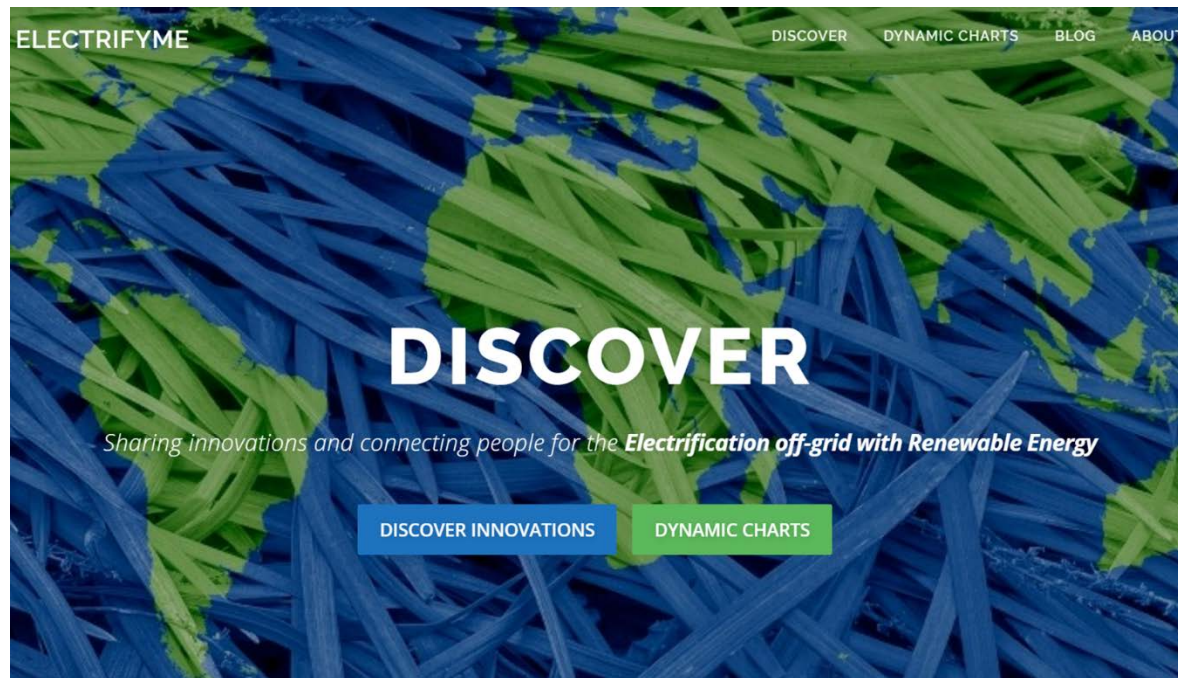 ELECTRIFYME
DISCOVER DYNAMIC CHARTS BLOG ABOUT
DISCOVER
Sharing innovations and connecting people for the Electrification off-grid with Renewable Energy
DISCOVER INNOVATIONS DYNAMIC CHARTS